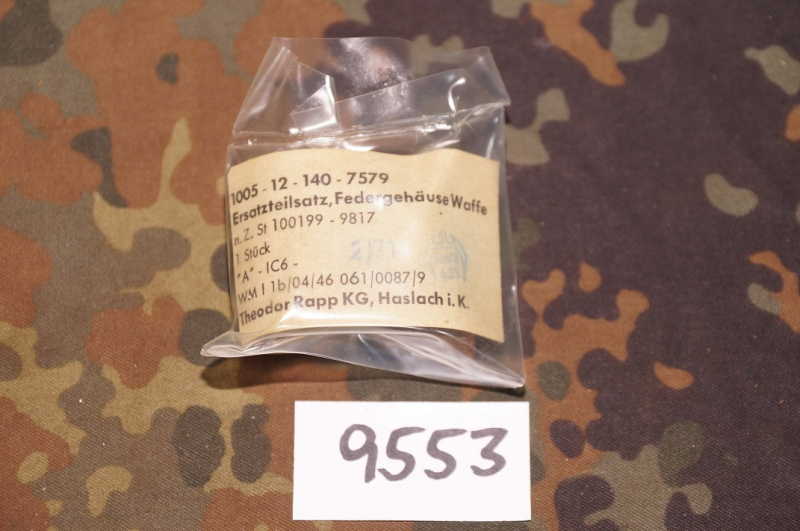 1005 - 12 - 140 - 7579
Ersatzteilsatz, Federgehäuse Waffe
n. Z. St 100199 - 9817
1 Stück
2/71
"A" - IC6 -
W.M I 1b/04/46 061/0087/9
Theodor Rapp KG, Haslach i. K.
9553